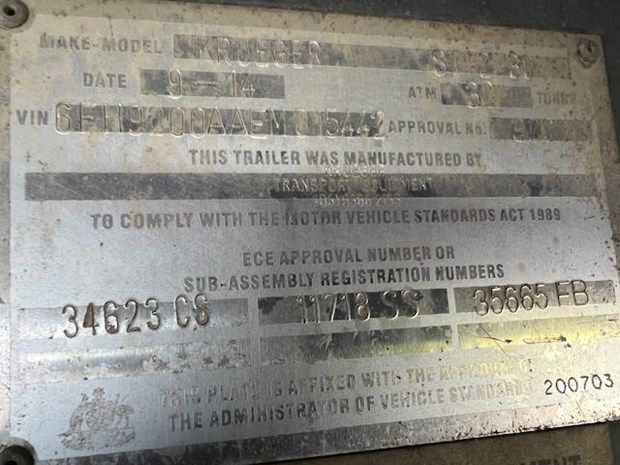 MAKE-MODEL KRUEGER
DATE 9-14 ATM TONNE
VIN APPROVAL No.
THIS TRAILER WAS MANUFACTURED BY
TRANSPORT EQUIPMENT
TO COMPLY WITH THE MOTOR VEHICLE STANDARDS ACT 1989
ECE APPROVAL NUMBER OR
SUB-ASSEMBLY REGISTRATION NUMBERS
34623 CS 11718 SS 35665 FB
THIS PLATE IS AFFIXED WITH THE APPROVAL OF
THE ADMINISTRATOR OF VEHICLE STANDARDS 200703